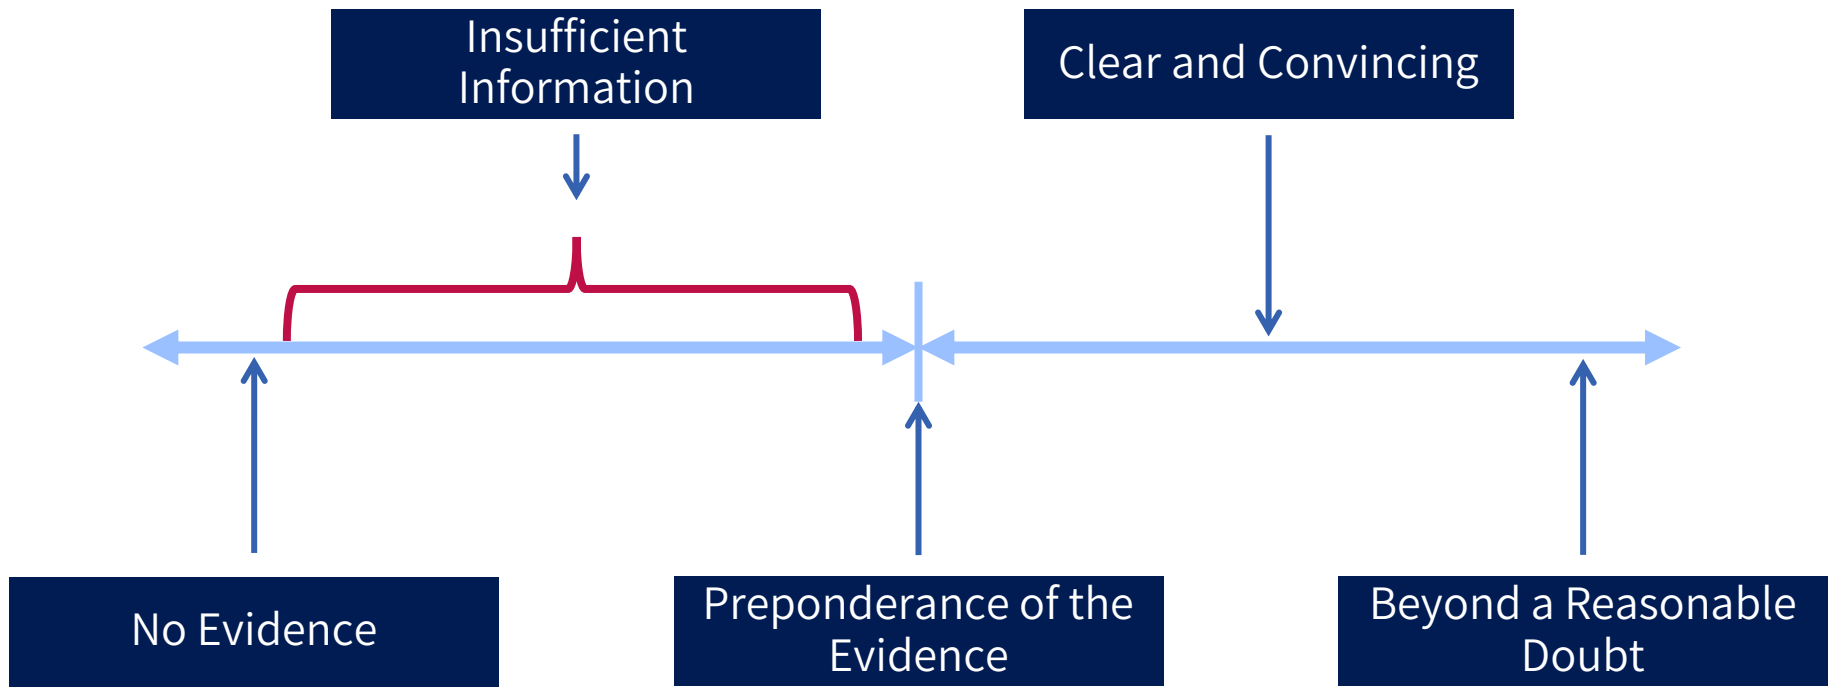 Insufficient
Information
Clear and Convincing
No Evidence
Preponderance of the
Evidence
Beyond a Reasonable
Doubt